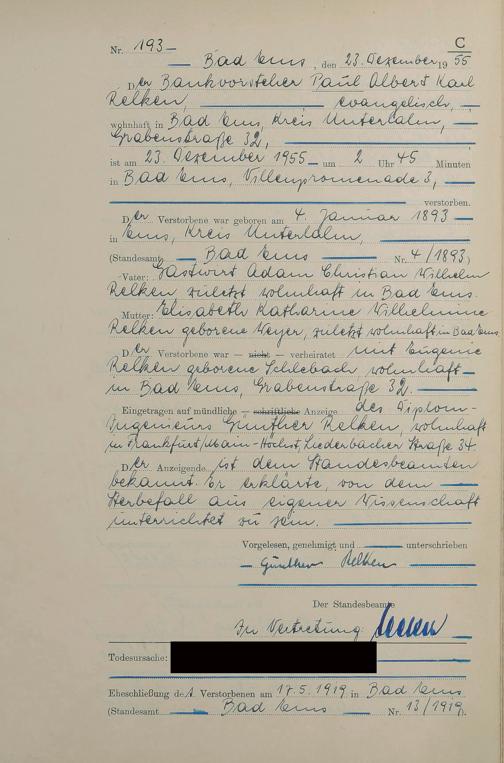 C
Nr. 193
Bad Ems, den 23. Dezember 1955
Der Bankvorsteher Paul Albert Karl
Relken, evangelisch,
wohnhaft in Bad Ems, Kreis Unterlahn,
Grabenstraße 32,
ist am 23. Dezember 1955 um 2 Uhr 45 Minuten
in Bad Ems, Villenpromenade 3,
verstorben.
Der Verstorbene war geboren am 4. Januar 1893
in Ems, Kreis Unterlahn,
(Standesamt Bad Ems Nr. 4/1893)
Vater: Gastwirt Adam Christian Wilhelm
Relken zuletzt wohnhaft in Bad Ems.
Mutter: Elisabeth Katharine Wilhelmine
Relken geborene Meyer, zuletzt wohnhaft in Bad Ems
Der Verstorbene war – nicht – verheiratet mit Eugenie
Relken geborene Schlebach wohnhaft
in Bad Ems, Grabenstraße 32.
Eingetragen auf mündliche – schriftliche Anzeige des Diplom-
Ingenieurs Günther Relken, wohnhaft
in Frankfurt/Main-Höchst, Liederbacher Straße 34.
Der Anzeigende ist dem Standesbeamten
bekannt. Er erklärte, von dem
Sterbefall aus eigener Wissenschaft
unterrichtet zu sein.
Vorgelesen, genehmigt und unterschrieben
Günther Relken
Der Standesbeamte
In Vertretung
Todesursache:
Eheschließung des Verstorbenen am 17.5.1919 in Bad Ems
(Standesamt Bad Ems Nr. 13/1919).